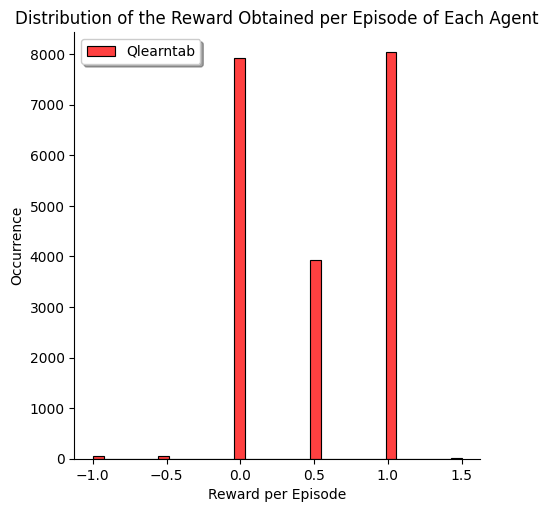 Distribution of the Reward Obtained per Episode of Each Agent
Qlearntab
8000
7000
6000
5000
4000
3000
2000
1000
0
Occurrence
−1.0 −0.5 0.0 0.5 1.0 1.5
Reward per Episode